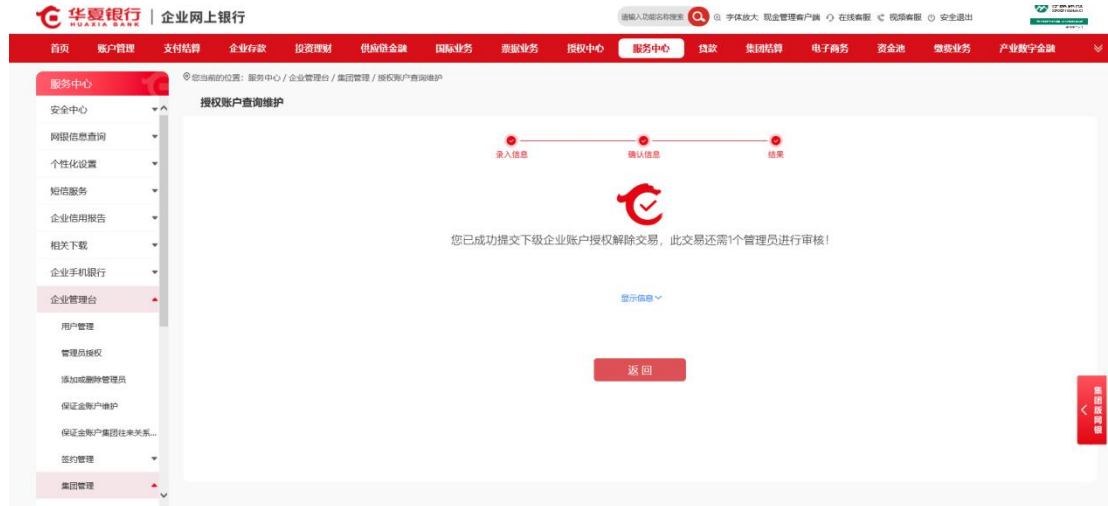 华夏银行 企业网上银行
HUAXIA BANK
请输入功能名称搜索 字体放大 现金管理客户端 在线客服 视频客服 安全退出
首页 账户管理 支付结算 企业存款 投资理财 供应链金融 国际业务 票据业务 授权中心 服务中心 贷款 集团结算 电子商务 资金池 缴费业务 产业数字金融
服务中心
您当前的位置：服务中心 / 企业管理台 / 集团管理 / 授权账户查询维护
授权账户查询维护
安全中心
网银信息查询
个性化设置
短信服务
企业信用报告
相关下载
企业手机银行
企业管理台
用户管理
管理员授权
添加或删除管理员
保证金账户维护
保证金账户集团往来关系...
签约管理
集团管理
录入信息 确认信息 结果
您已成功提交下级企业账户授权解除交易，此交易还需1个管理员进行审核！
显示信息
返回
集团版网银